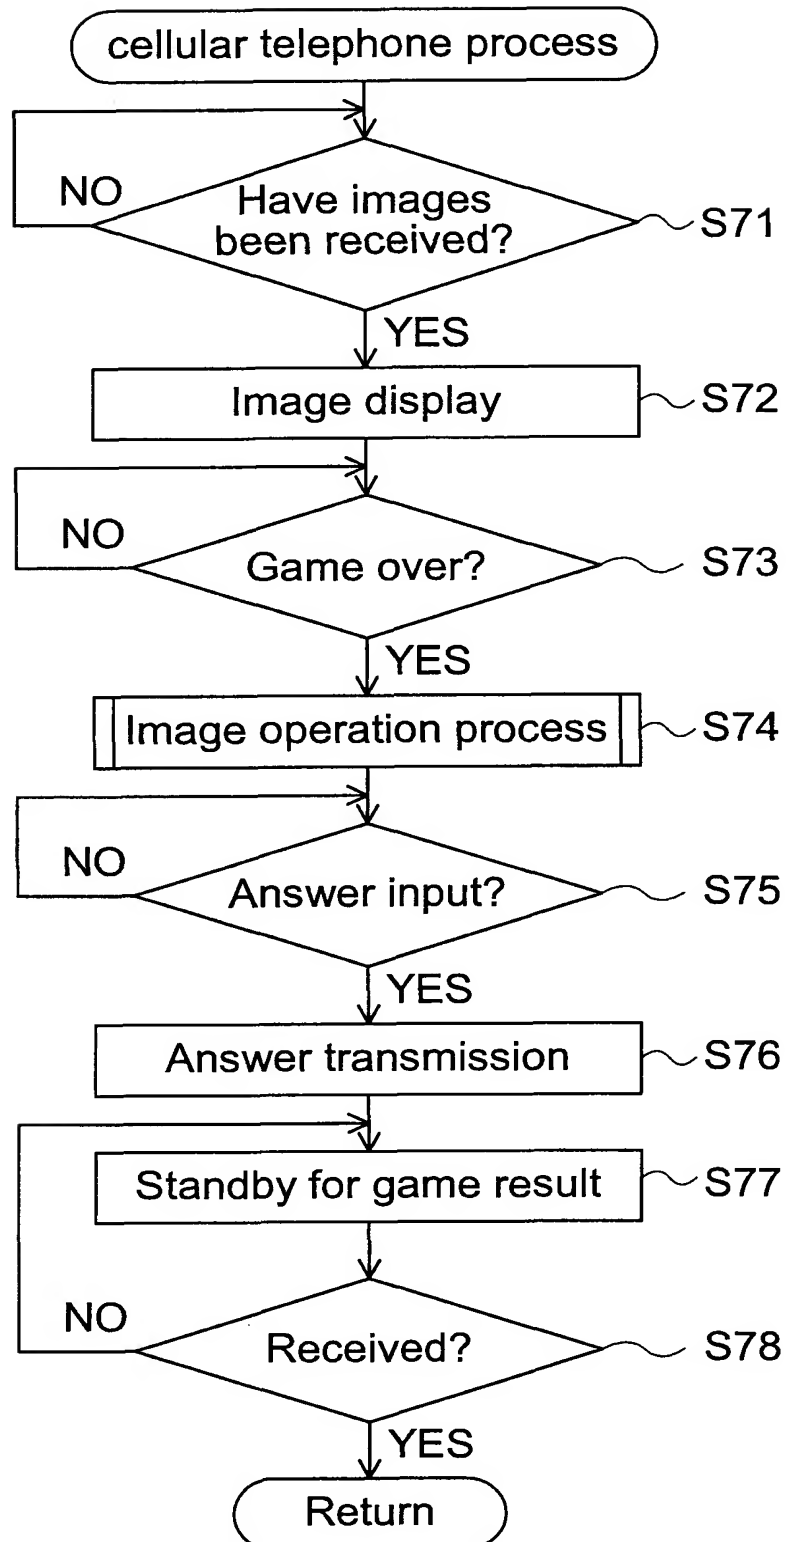 cellular telephone process
NO
Have images
been received?
S71
YES
Image display
S72
NO
Game over?
S73
YES
Image operation process
S74
NO
Answer input?
S75
YES
Answer transmission
S76
Standby for game result
S77
NO
Received?
S78
YES
Return